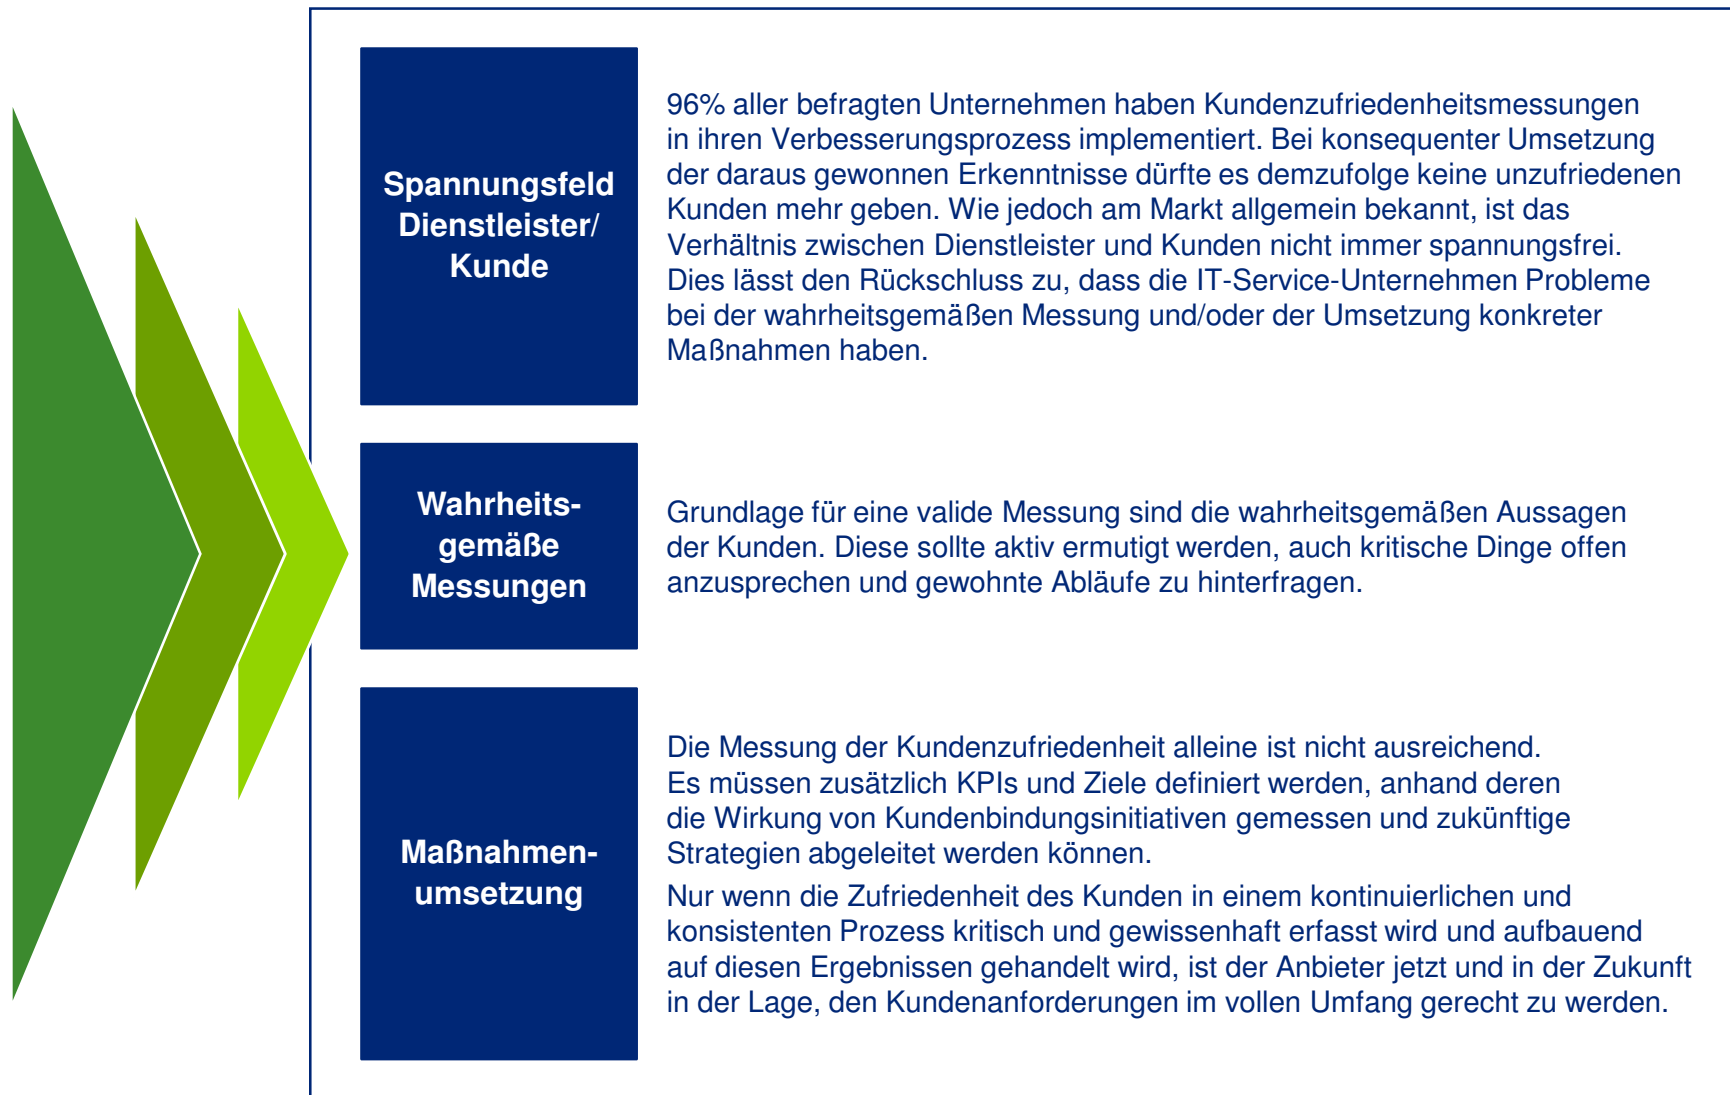 Spannungsfeld
Dienstleister/
Kunde
96% aller befragten Unternehmen haben Kundenzufriedenheitsmessungen
in ihren Verbesserungsprozess implementiert. Bei konsequenter Umsetzung
der daraus gewonnen Erkenntnisse dürfte es demzufolge keine unzufriedenen
Kunden mehr geben. Wie jedoch am Markt allgemein bekannt, ist das
Verhältnis zwischen Dienstleister und Kunden nicht immer spannungsfrei.
Dies lässt den Rückschluss zu, dass die IT-Service-Unternehmen Probleme
bei der wahrheitsgemäßen Messung und/oder der Umsetzung konkreter
Maßnahmen haben.
Wahrheits-
gemäße
Messungen
Grundlage für eine valide Messung sind die wahrheitsgemäßen Aussagen
der Kunden. Diese sollte aktiv ermutigt werden, auch kritische Dinge offen
anzusprechen und gewohnte Abläufe zu hinterfragen.
Maßnahmen-
umsetzung
Die Messung der Kundenzufriedenheit alleine ist nicht ausreichend.
Es müssen zusätzlich KPIs und Ziele definiert werden, anhand deren
die Wirkung von Kundenbindungsinitiativen gemessen und zukünftige
Strategien abgeleitet werden können.
Nur wenn die Zufriedenheit des Kunden in einem kontinuierlichen und
konsistenten Prozess kritisch und gewissenhaft erfasst wird und aufbauend
auf diesen Ergebnissen gehandelt wird, ist der Anbieter jetzt und in der Zukunft
in der Lage, den Kundenanforderungen im vollen Umfang gerecht zu werden.